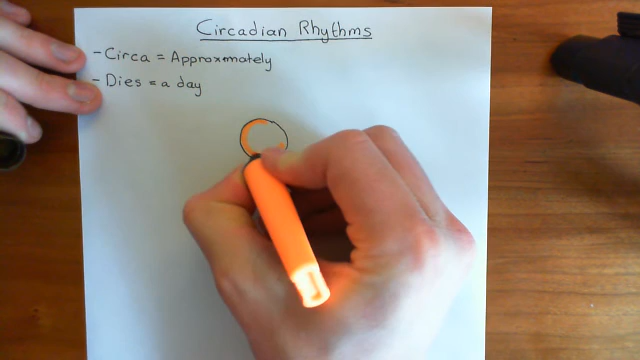 Circadian Rhythms
- Circa = Approximately
- Dies = a day